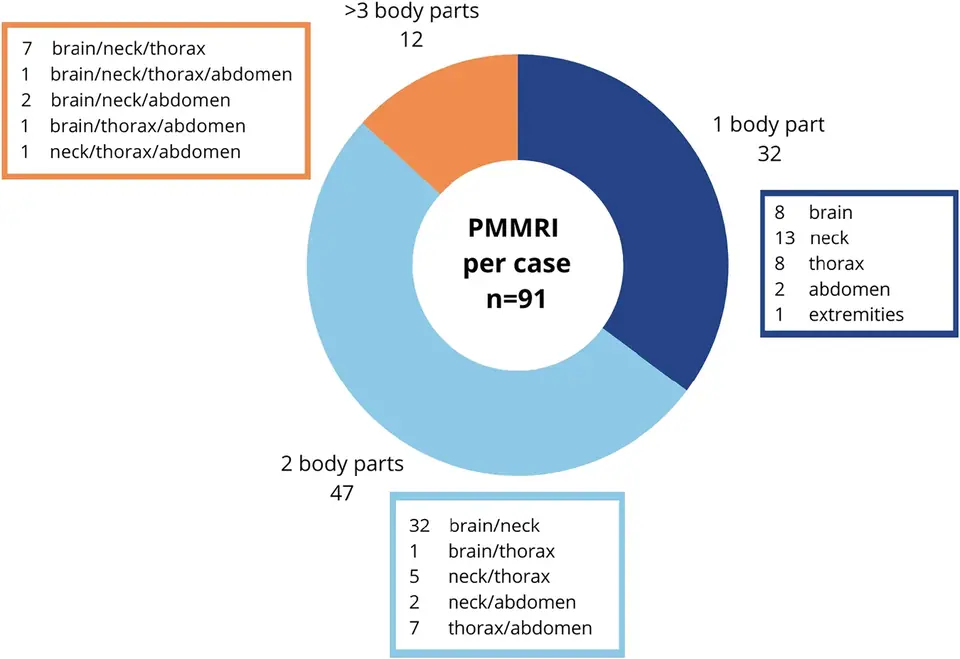 >3 body parts
12
7 brain/neck/thorax
1 brain/neck/thorax/abdomen
2 brain/neck/abdomen
1 brain/thorax/abdomen
1 neck/thorax/abdomen
1 body part
32
8 brain
13 neck
8 thorax
2 abdomen
1 extremities
PMMRI
per case
n=91
2 body parts
47
32 brain/neck
1 brain/thorax
5 neck/thorax
2 neck/abdomen
7 thorax/abdomen